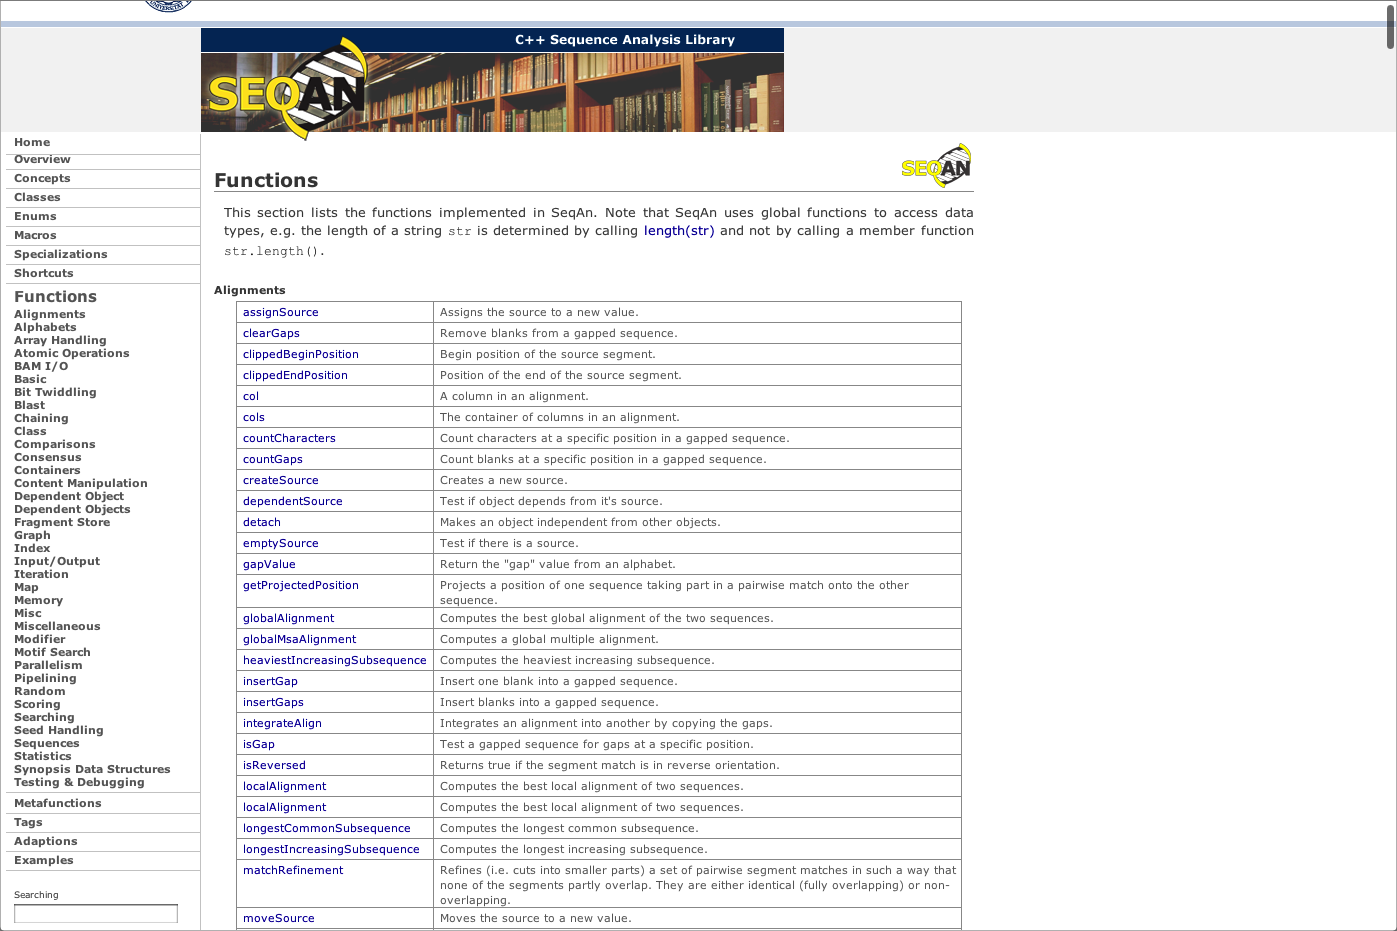 UNIVERSITÄT
C++ Sequence Analysis Library
SEQAN
Home
Overview
Concepts
Classes
Enums
Macros
Specializations
Shortcuts
Functions
Alignments
Alphabets
Array Handling
Atomic Operations
BAM I/O
Basic
Bit Twiddling
Blast
Chaining
Class
Comparisons
Consensus
Containers
Content Manipulation
Dependent Object
Dependent Objects
Fragment Store
Graph
Index
Input/Output
Iteration
Map
Memory
Misc
Miscellaneous
Modifier
Motif Search
Parallelism
Pipelining
Random
Scoring
Searching
Seed Handling
Sequences
Statistics
Synopsis Data Structures
Testing & Debugging
Metafunctions
Tags
Adaptions
Examples
Searching
SEQAN
Functions
This section lists the functions implemented in SeqAn. Note that SeqAn uses global functions to access data
types, e.g. the length of a string str is determined by calling length(str) and not by calling a member function
str.length().
Alignments
assignSource Assigns the source to a new value.
clearGaps Remove blanks from a gapped sequence.
clippedBeginPosition Begin position of the source segment.
clippedEndPosition Position of the end of the source segment.
col A column in an alignment.
cols The container of columns in an alignment.
countCharacters Count characters at a specific position in a gapped sequence.
countGaps Count blanks at a specific position in a gapped sequence.
createSource Creates a new source.
dependentSource Test if object depends from it's source.
detach Makes an object independent from other objects.
emptySource Test if there is a source.
gapValue Return the "gap" value from an alphabet.
getProjectedPosition Projects a position of one sequence taking part in a pairwise match onto the other
sequence.
globalAlignment Computes the best global alignment of the two sequences.
globalMsaAlignment Computes a global multiple alignment.
heaviestIncreasingSubsequence Computes the heaviest increasing subsequence.
insertGap Insert one blank into a gapped sequence.
insertGaps Insert blanks into a gapped sequence.
integrateAlign Integrates an alignment into another by copying the gaps.
isGap Test a gapped sequence for gaps at a specific position.
isReversed Returns true if the segment match is in reverse orientation.
localAlignment Computes the best local alignment of two sequences.
localAlignment Computes the best local alignment of two sequences.
longestCommonSubsequence Computes the longest common subsequence.
longestIncreasingSubsequence Computes the longest increasing subsequence.
matchRefinement Refines (i.e. cuts into smaller parts) a set of pairwise segment matches in such a way that
none of the segments partly overlap. They are either identical (fully overlapping) or non-
overlapping.
moveSource Moves the source to a new value.